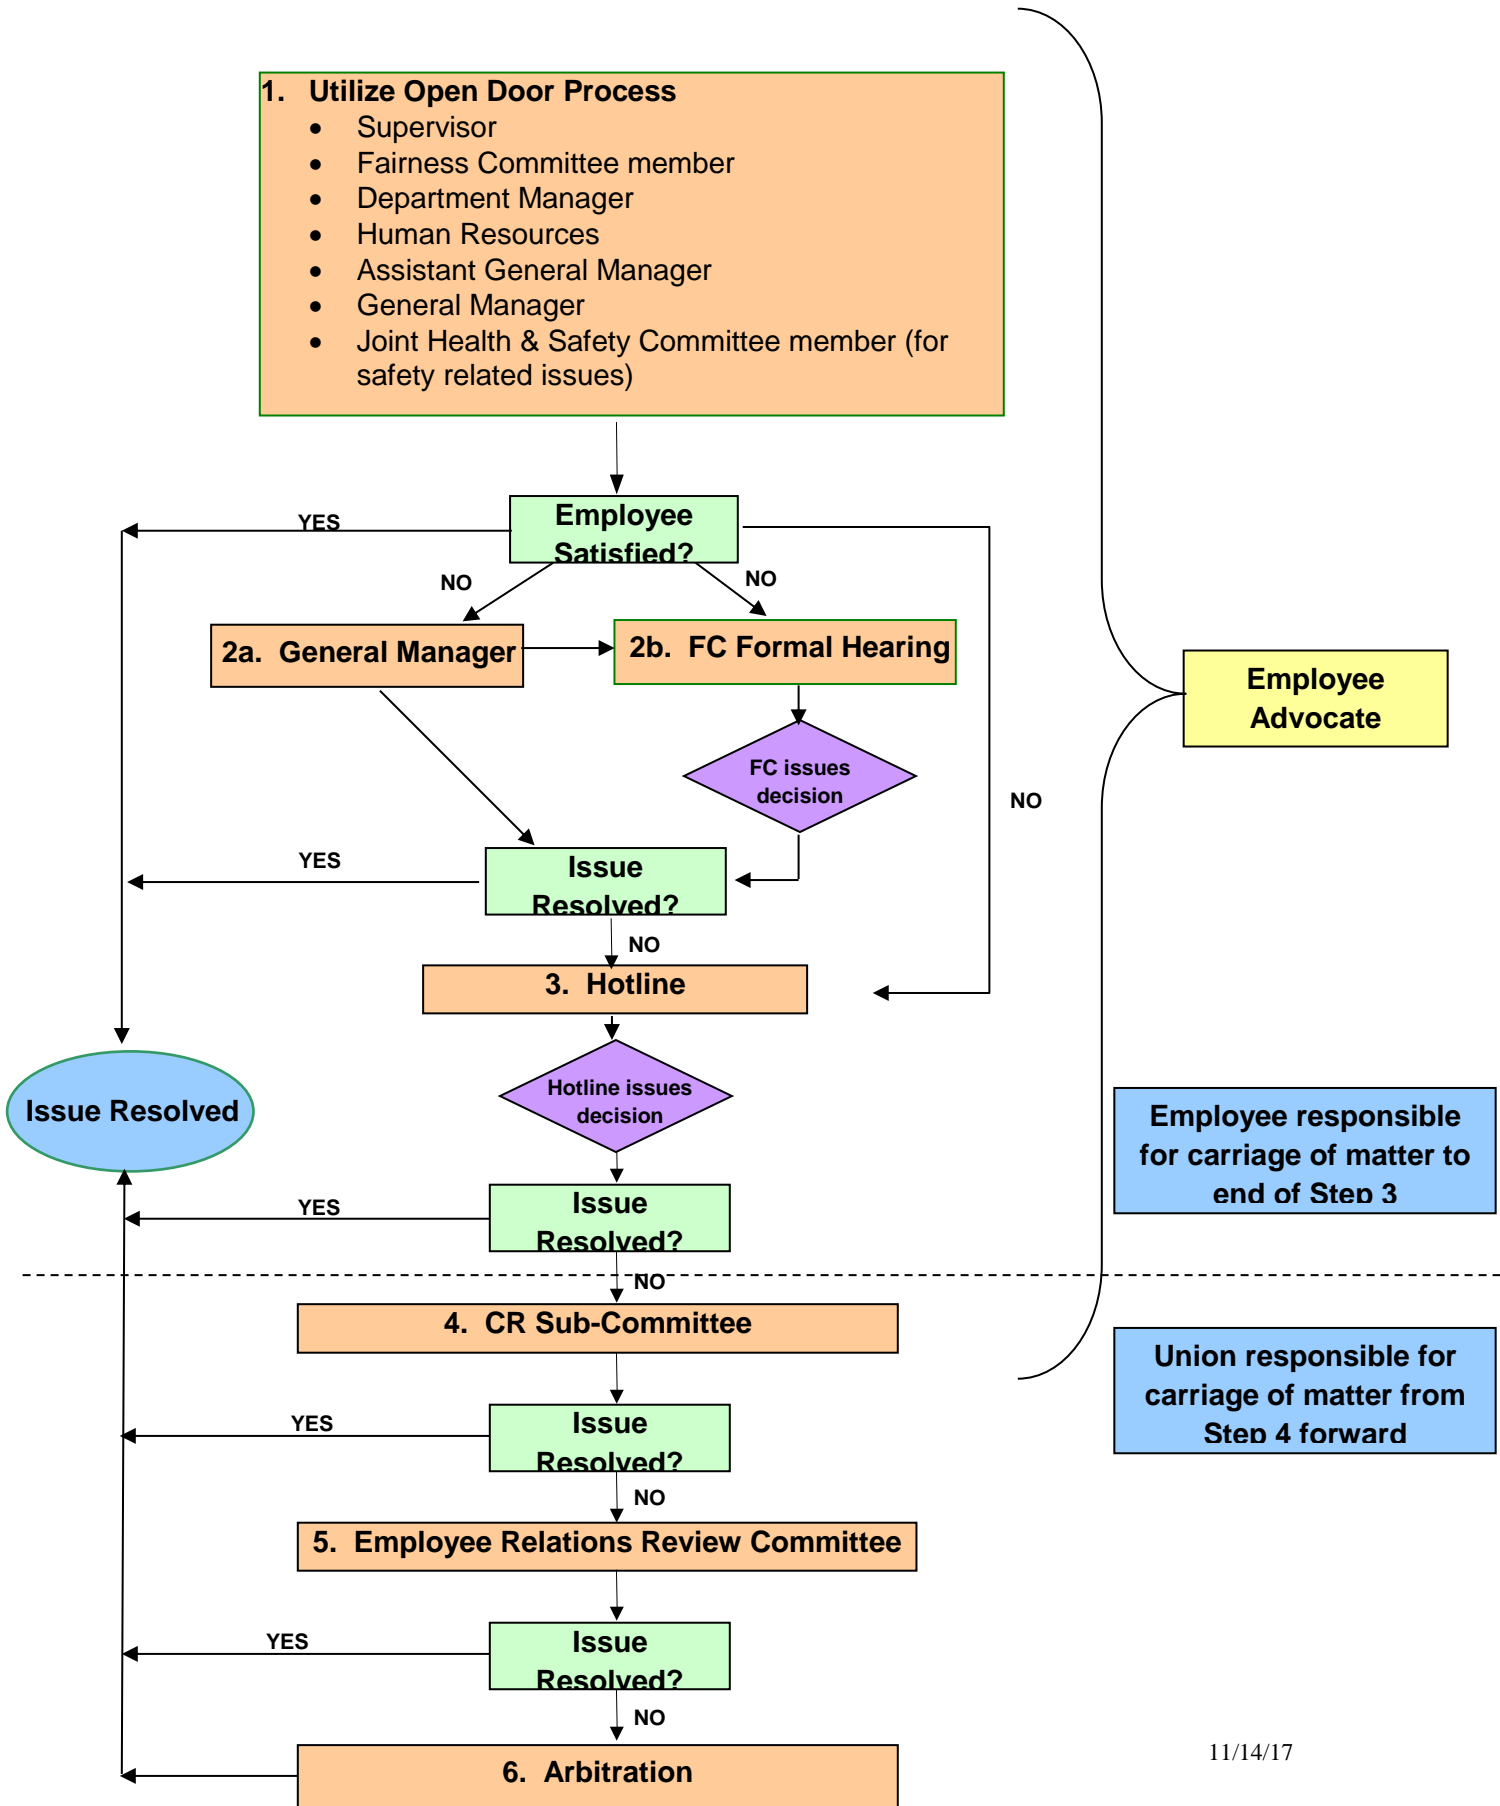 1. Utilize Open Door Process
• Supervisor
• Fairness Committee member
• Department Manager
• Human Resources
• Assistant General Manager
• General Manager
• Joint Health & Safety Committee member (for
safety related issues)
Employee
Satisfied?
YES
NO
NO
2a. General Manager
2b. FC Formal Hearing
Employee
Advocate
FC issues
decision
NO
YES
Issue
Resolved?
NO
3. Hotline
Hotline issues
decision
Issue Resolved
Employee responsible
for carriage of matter to
end of Step 3
YES
Issue
Resolved?
NO
4. CR Sub-Committee
Union responsible for
carriage of matter from
Step 4 forward
YES
Issue
Resolved?
NO
5. Employee Relations Review Committee
YES
Issue
Resolved?
NO
6. Arbitration
11/14/17